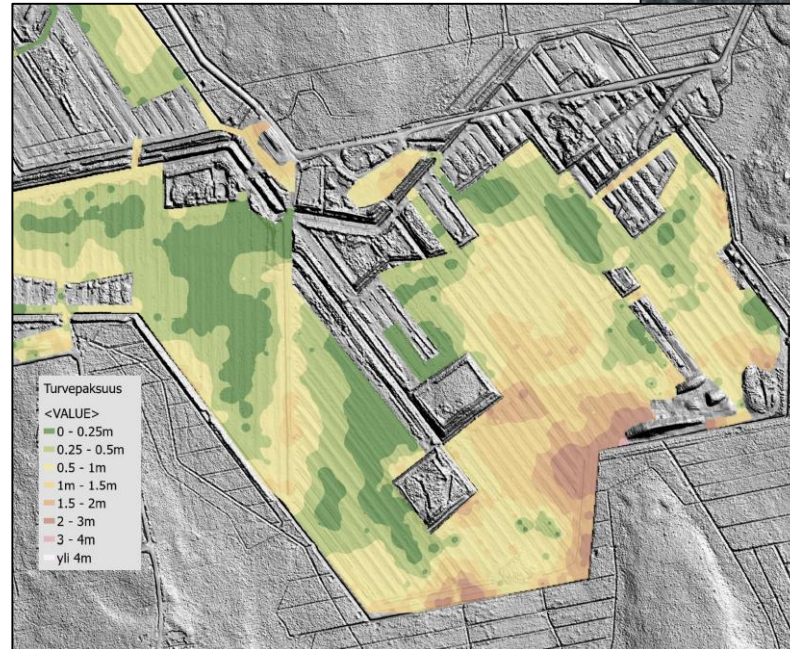 Turvepaksuus
<VALUE>
0 - 0.25m
0.25 - 0.5m
0.5 - 1m
1m - 1.5m
1.5 - 2m
2 - 3m
3 - 4m
yli 4m